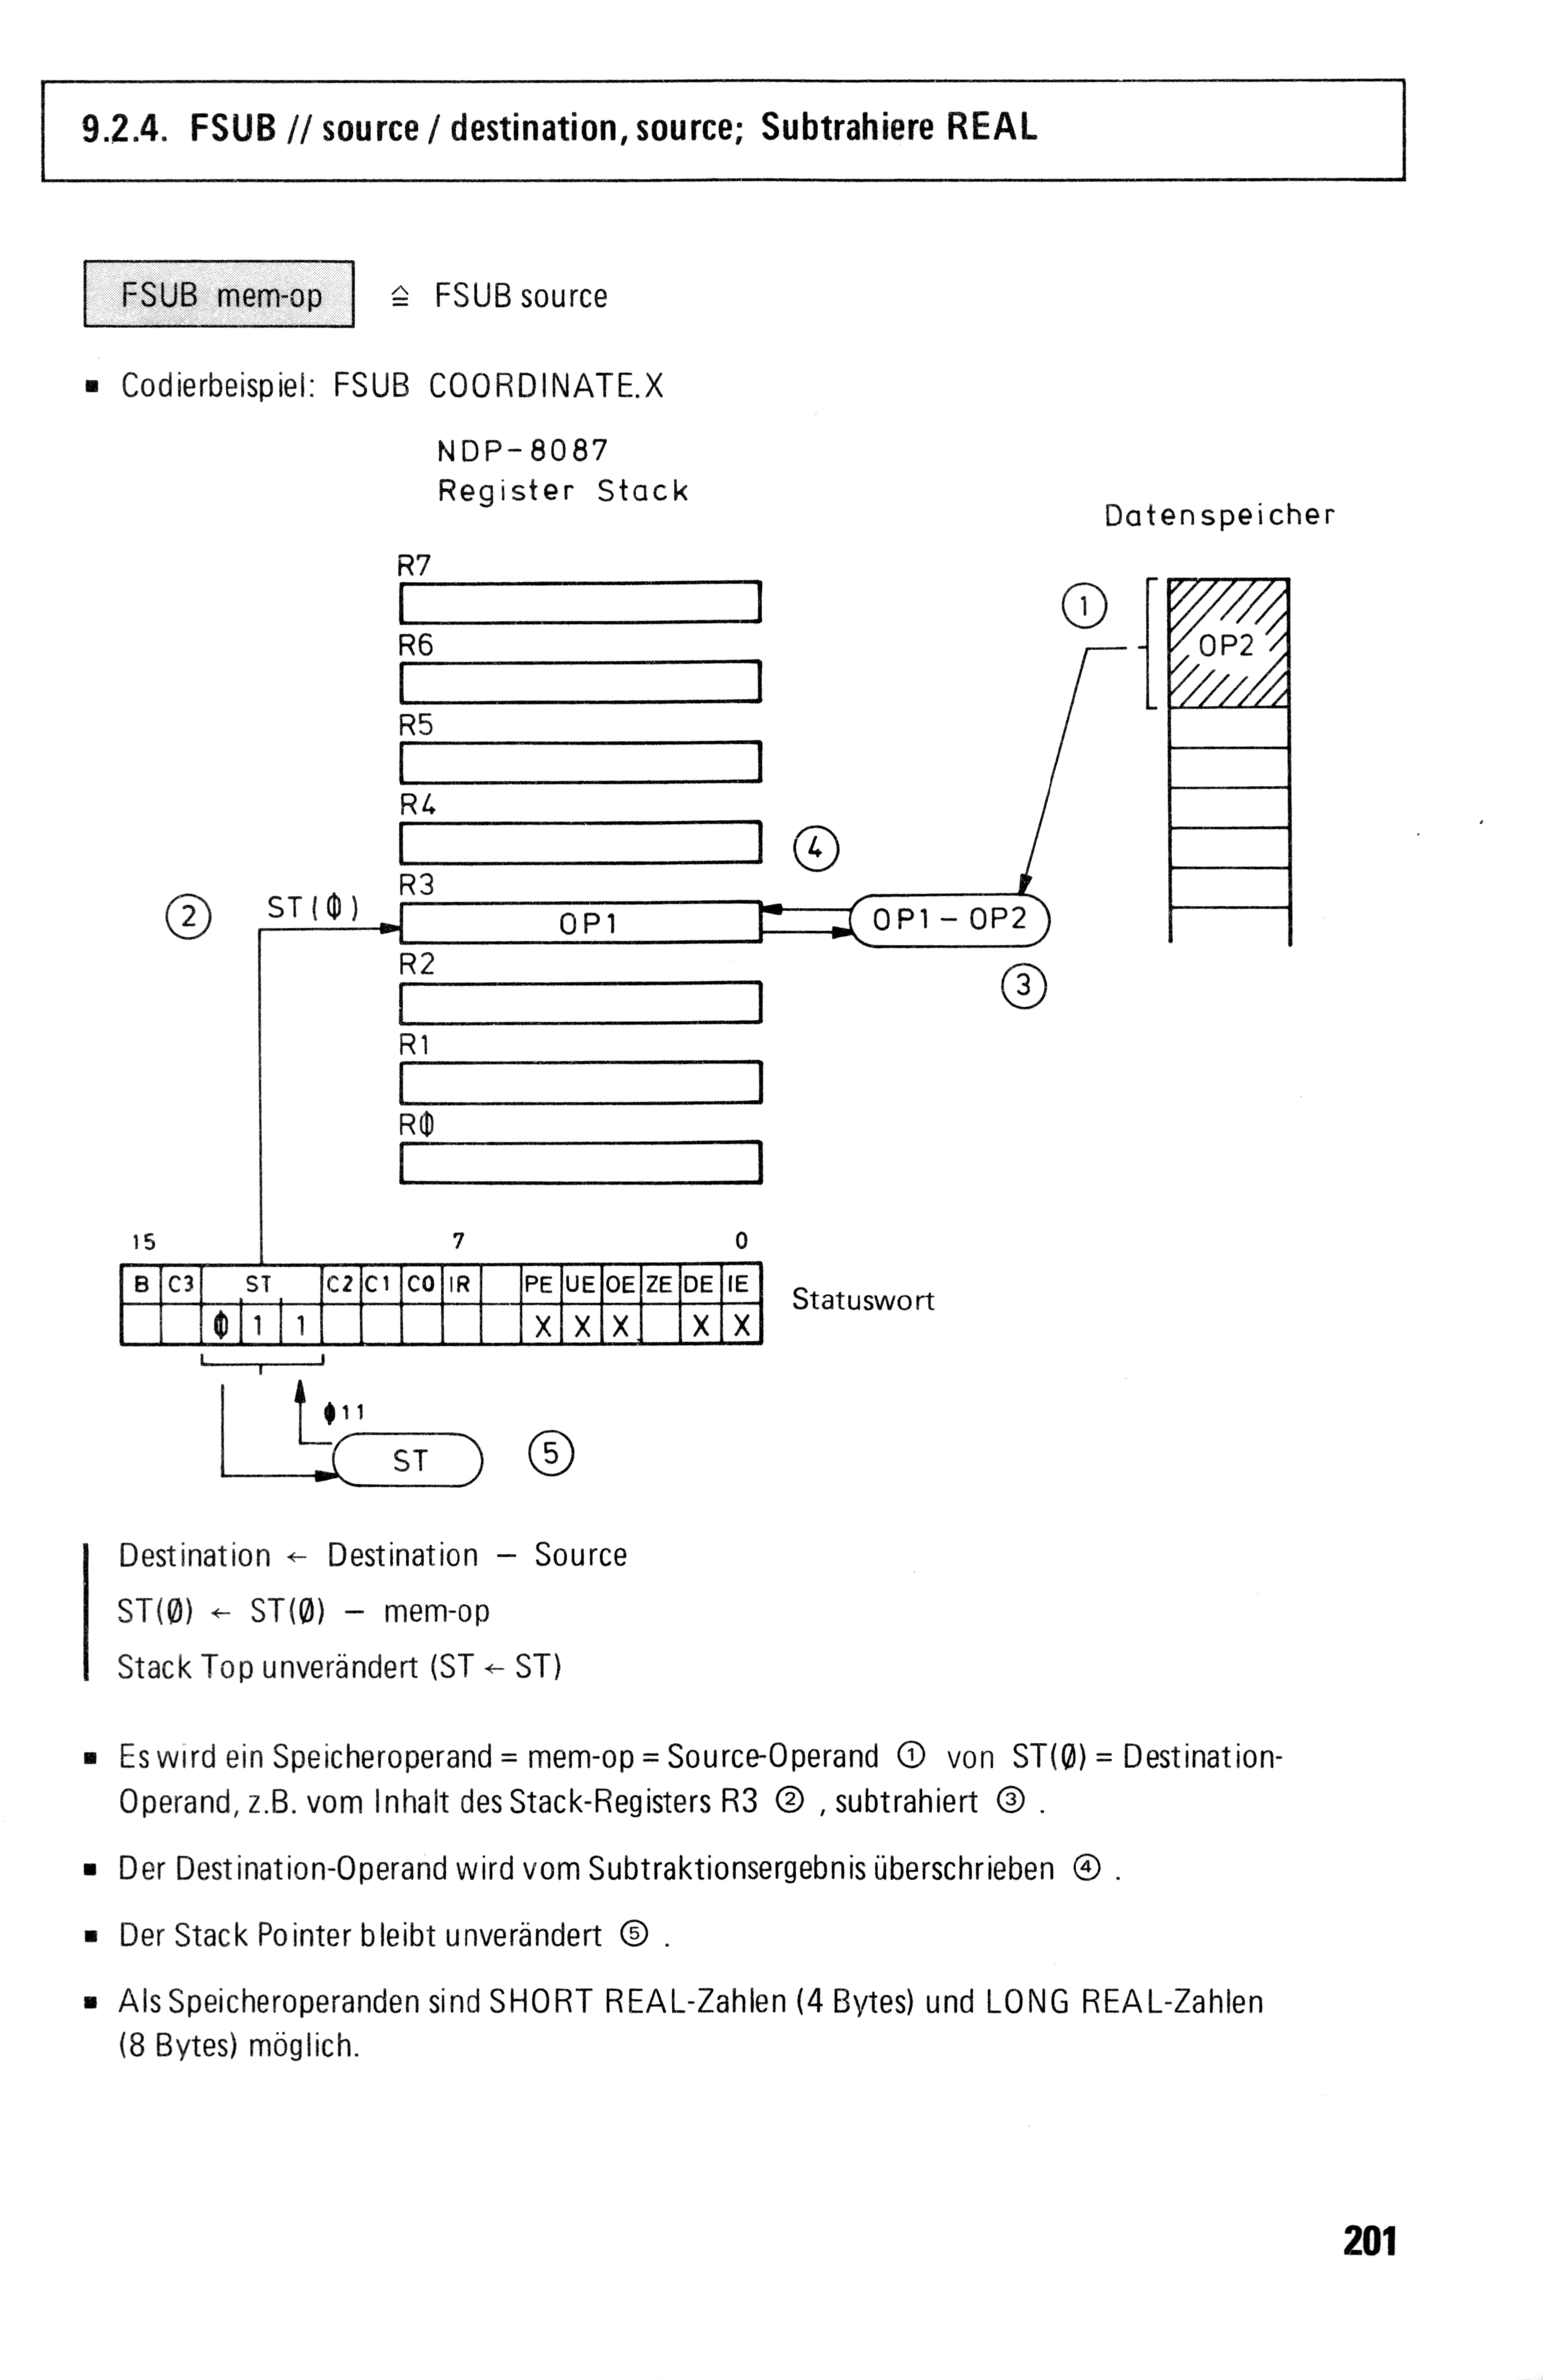 9.2.4. FSUB // source / destination, source; Subtrahiere REAL
FSUB mem-op ≙ FSUB source
▪ Codierbeispiel: FSUB COORDINATE.X
NDP-8087
Register Stack
Datenspeicher
R7
①
R6
OP2
R5
R4
④
R3
② ST(0) OP1 OP1 – OP2
R2
③
R1
R0
15 7 0
B C3 ST C2 C1 C0 IR PE UE OE ZE DE IE
Statuswort
0 1 1 X X X X X
011
ST ⑤
Destination ← Destination – Source
ST(Ø) ← ST(Ø) – mem-op
Stack Top unverändert (ST ← ST)
▪ Es wird ein Speicheroperand = mem-op = Source-Operand ① von ST(Ø) = Destination-
Operand, z.B. vom Inhalt des Stack-Registers R3 ② , subtrahiert ③ .
▪ Der Destination-Operand wird vom Subtraktionsergebnis überschrieben ④ .
▪ Der Stack Pointer bleibt unverändert ⑤ .
▪ Als Speicheroperanden sind SHORT REAL-Zahlen (4 Bytes) und LONG REAL-Zahlen
(8 Bytes) möglich.
201